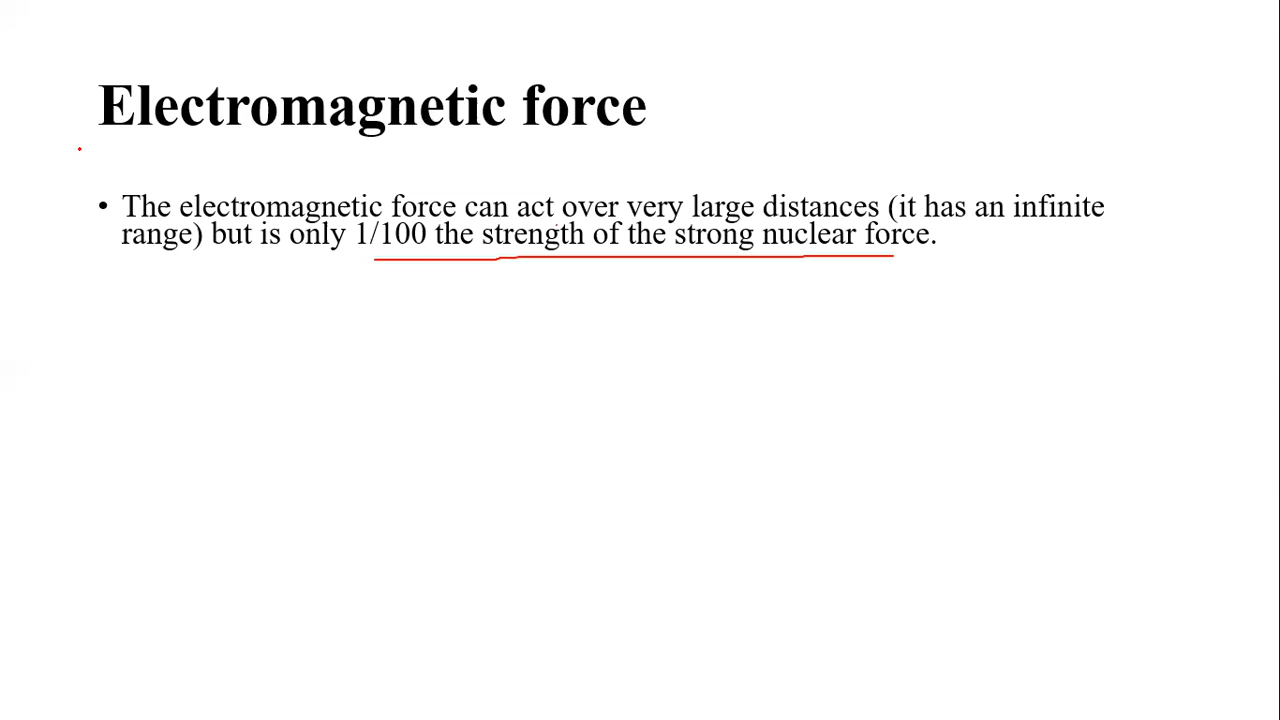 Electromagnetic force
• The electromagnetic force can act over very large distances (it has an infinite
range) but is only 1/100 the strength of the strong nuclear force.